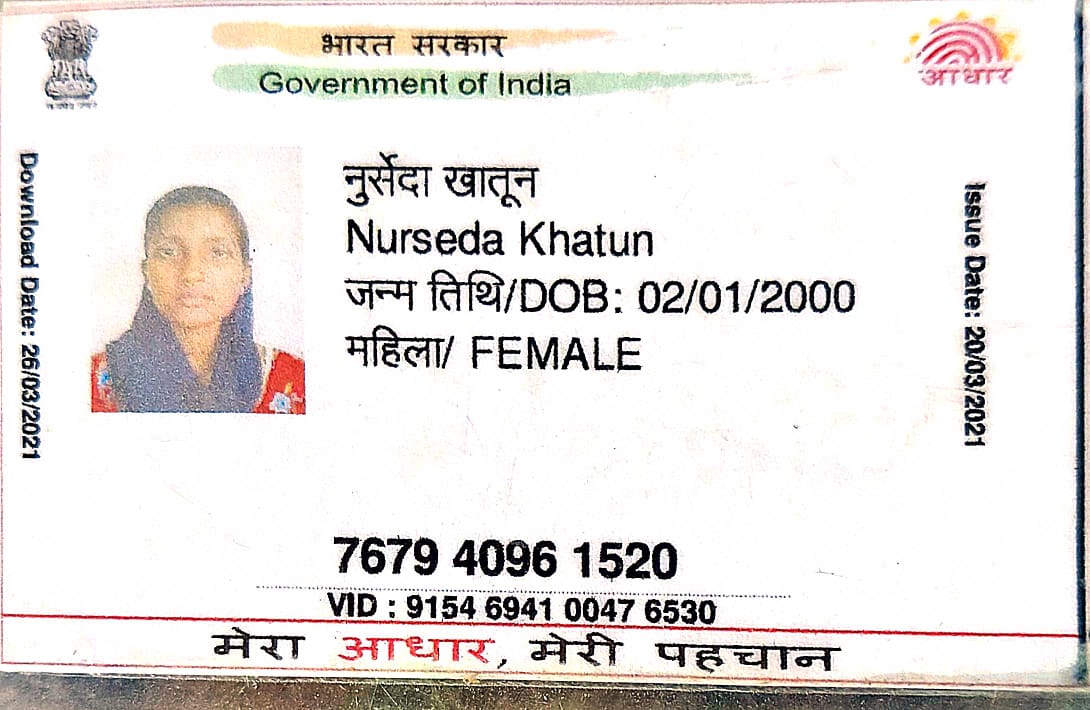 भारत सरकार
Government of India
आधार
Download Date: 26/03/2021
नुर्सेदा खातून
Nurseda Khatun
जन्म तिथि/DOB: 02/01/2000
महिला/ FEMALE
Issue Date: 20/03/2021
7679 4096 1520
VID : 9154 6941 0047 6530
मेरा आधार, मेरी पहचान